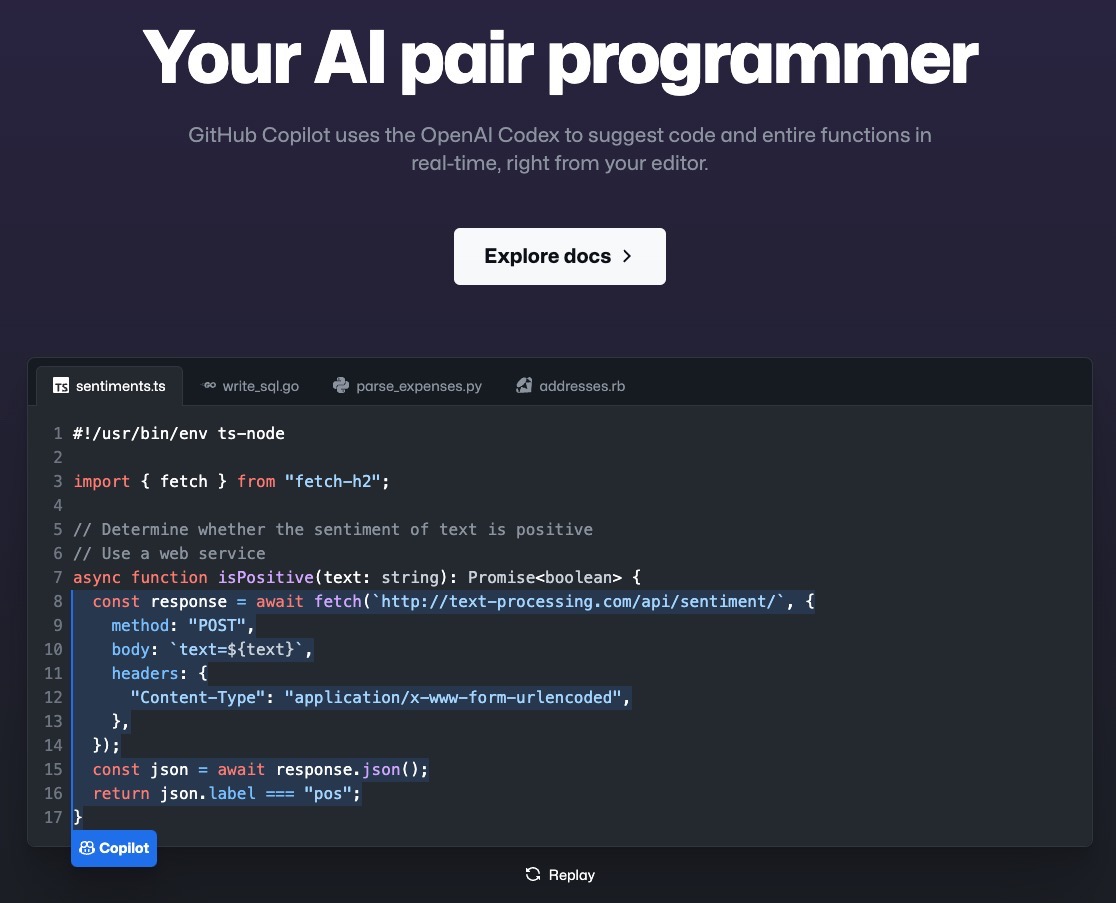 Your AI pair programmer
GitHub Copilot uses the OpenAI Codex to suggest code and entire functions in
real-time, right from your editor.
Explore docs
TS sentiments.ts write_sql.go parse_expenses.py addresses.rb
1 #!/usr/bin/env ts-node
2
3 import { fetch } from "fetch-h2";
4
5 // Determine whether the sentiment of text is positive
6 // Use a web service
7 async function isPositive(text: string): Promise<boolean> {
8   const response = await fetch(`http://text-processing.com/api/sentiment/`, {
9     method: "POST",
10     body: `text=${text}`,
11     headers: {
12       "Content-Type": "application/x-www-form-urlencoded",
13     },
14   });
15   const json = await response.json();
16   return json.label === "pos";
17 }
Copilot
Replay